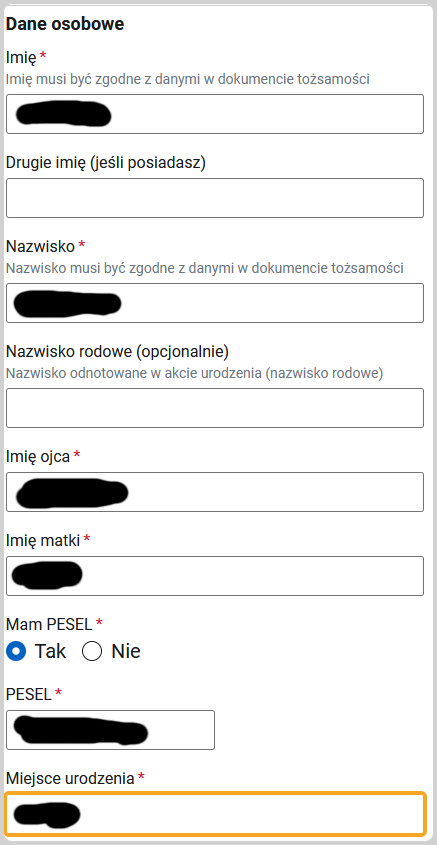 Dane osobowe
Imię *
Imię musi być zgodne z danymi w dokumencie tożsamości
Drugie imię (jeśli posiadasz)
Nazwisko *
Nazwisko musi być zgodne z danymi w dokumencie tożsamości
Nazwisko rodowe (opcjonalnie)
Nazwisko odnotowane w akcie urodzenia (nazwisko rodowe)
Imię ojca *
Imię matki *
Mam PESEL *
Tak Nie
PESEL *
Miejsce urodzenia *